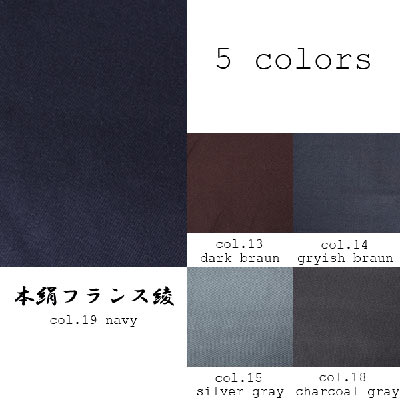 5 colors
col.13
dark braun
col.14
gryish braun
本絹フランス綾
col.19 navy
col.15
silver gray
col.18
charcoal gray